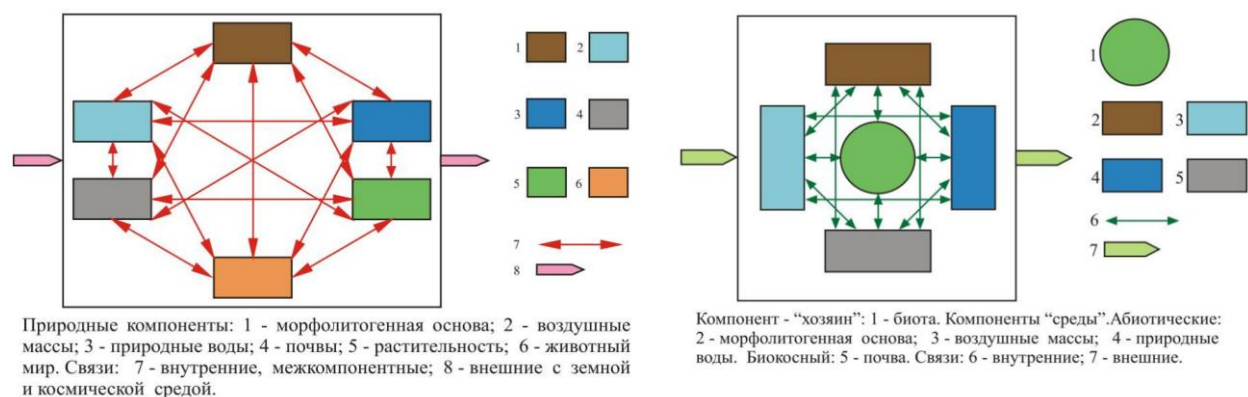 1
2
3
4
5
6
7
8
Природные компоненты: 1 - морфолитогенная основа; 2 - воздушные
массы; 3 - природные воды; 4 - почвы; 5 - растительность; 6 - животный
мир. Связи: 7 - внутренние, межкомпонентные; 8 - внешние с земной
и космической средой.
1
2
3
4
5
6
7
Компонент - “хозяин”: 1 - биота. Компоненты “среды”.Абиотические:
2 - морфолитогенная основа; 3 - воздушные массы; 4 - природные
воды. Биокосный: 5 - почва. Связи: 6 - внутренние; 7 - внешние.